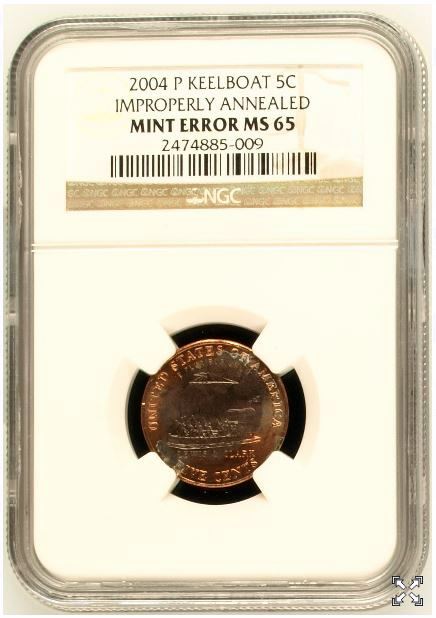 2004 P KEELBOAT 5C
IMPROPERLY ANNEALED
MINT ERROR MS 65
2474885-009
NGC
UNITED STATES OF AMERICA
LEWIS & CLARK
FIVE CENTS